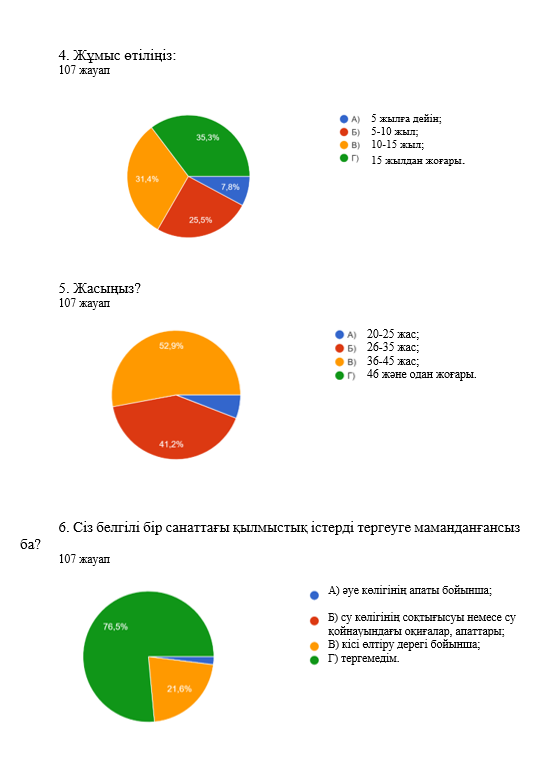 4. Жұмыс өтіліңіз:
107 жауап
35,3%
31,4%
7,8%
25,5%
А) 5 жылға дейін;
Б) 5-10 жыл;
В) 10-15 жыл;
Г) 15 жылдан жоғары.
5. Жасыңыз?
107 жауап
52,9%
41,2%
А) 20-25 жас;
Б) 26-35 жас;
В) 36-45 жас;
Г) 46 және одан жоғары.
6. Сіз белгілі бір санаттағы қылмыстық істерді тергеуге маманданғансыз
ба?
107 жауап
76,5%
21,6%
А) әуе көлігінің апаты бойынша;
Б) су көлігінің соқтығысуы немесе су
қойнауындағы оқиғалар, апаттары;
В) кісі өлтіру дерегі бойынша;
Г) тергемедім.